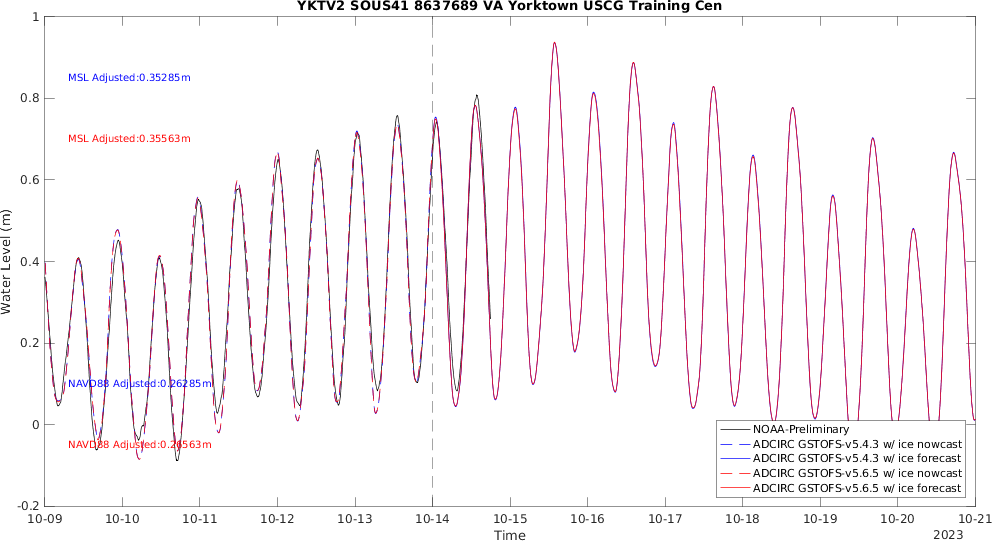 YKTV2 SOUS41 8637689 VA Yorktown USCG Training Cen
1
0.8
0.6
0.4
0.2
0
-0.2
Water Level (m)
MSL Adjusted:0.35285m
MSL Adjusted:0.35563m
NAVD88 Adjusted:0.26285m
NAVD88 Adjusted:0.26563m
NOAA-Preliminary
ADCIRC GSTOFS-v5.4.3 w/ ice nowcast
ADCIRC GSTOFS-v5.4.3 w/ ice forecast
ADCIRC GSTOFS-v5.6.5 w/ ice nowcast
ADCIRC GSTOFS-v5.6.5 w/ ice forecast
10-09 10-10 10-11 10-12 10-13 10-14 10-15 10-16 10-17 10-18 10-19 10-20 10-21
Time
2023